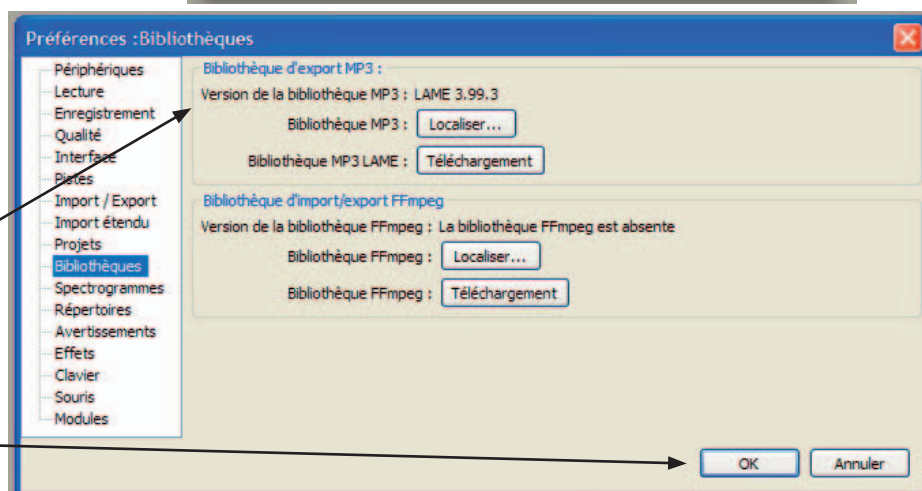 Préférences :Bibliothèques
Périphériques
Lecture
Enregistrement
Qualité
Interface
Pistes
Import / Export
Import étendu
Projets
Bibliothèques
Spectrogrammes
Répertoires
Avertissements
Effets
Clavier
Souris
Modules
Bibliothèque d'export MP3 :
Version de la bibliothèque MP3 : LAME 3.99.3
Bibliothèque MP3 : Localiser...
Bibliothèque MP3 LAME : Téléchargement
Bibliothèque d'import/export FFmpeg
Version de la bibliothèque FFmpeg : La bibliothèque FFmpeg est absente
Bibliothèque FFmpeg : Localiser...
Bibliothèque FFmpeg : Téléchargement
OK Annuler